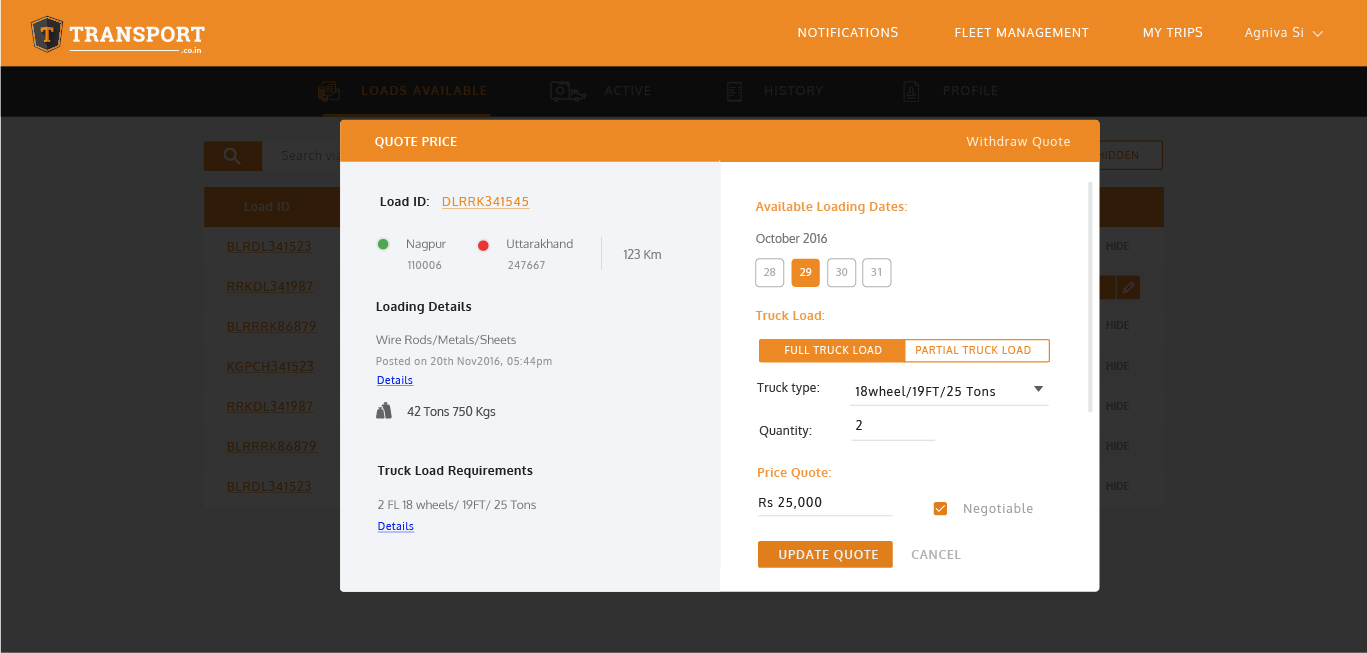 TRANSPORT
.co.in
NOTIFICATIONS
FLEET MANAGEMENT
MY TRIPS
Agniva Si
LOADS AVAILABLE
ACTIVE
HISTORY
PROFILE
QUOTE PRICE
Withdraw Quote
Search
HIDDEN
Load ID
BLRDL341523
HIDE
RRKDL341987
BLRRRK86879
HIDE
KGPCH341523
HIDE
RRKDL341987
HIDE
BLRRRK86879
HIDE
BLRDL341523
HIDE
Load ID: DLRRK341545
Nagpur
110006
Uttarakhand
247667
123 Km
Loading Details
Wire Rods/Metals/Sheets
Posted on 20th Nov2016, 05:44pm
Details
42 Tons 750 Kgs
Truck Load Requirements
2 FL 18 wheels/ 19FT/ 25 Tons
Details
Available Loading Dates:
October 2016
28 29 30 31
Truck Load:
FULL TRUCK LOAD
PARTIAL TRUCK LOAD
Truck type: 18wheel/19FT/25 Tons
Quantity: 2
Price Quote:
Rs 25,000
Negotiable
UPDATE QUOTE
CANCEL